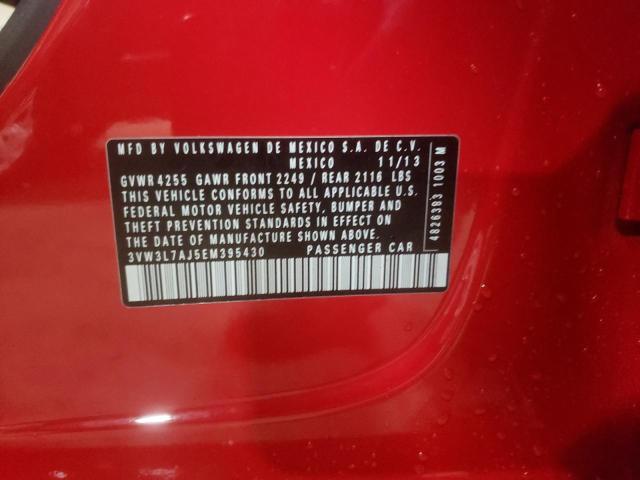 MFD BY VOLKSWAGEN DE MEXICO S.A. DE C.V.
MEXICO 11/13
GVWR 4255 GAWR FRONT 2249 / REAR 2116 LBS
THIS VEHICLE CONFORMS TO ALL APPLICABLE U.S.
FEDERAL MOTOR VEHICLE SAFETY, BUMPER AND
THEFT PREVENTION STANDARDS IN EFFECT ON
THE DATE OF MANUFACTURE SHOWN ABOVE.
3VW3L7AJ5EM395430 PASSENGER CAR
4926383 1003 M